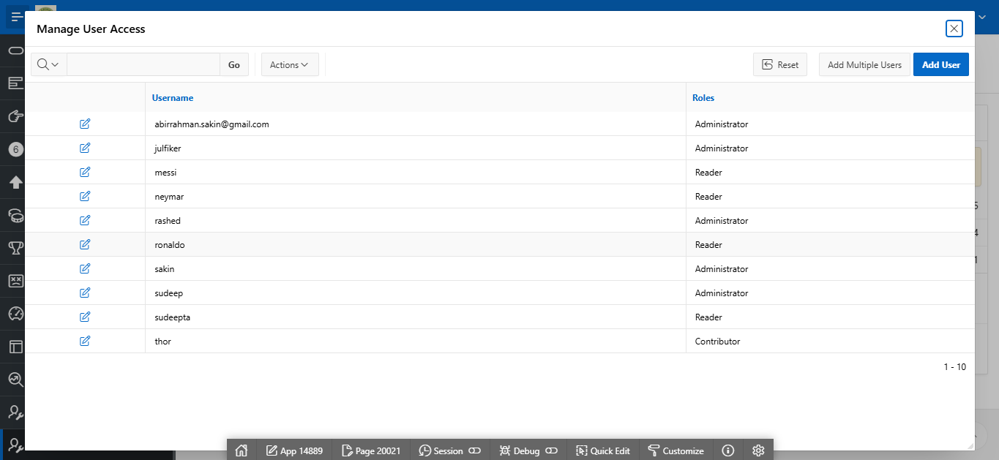 Manage User Access
Go Actions Reset Add Multiple Users Add User
Username Roles
abirrahman.sakin@gmail.com Administrator
julfiker Administrator
messi Reader
neymar Reader
rashed Administrator
ronaldo Reader
sakin Administrator
sudeep Administrator
sudeepta Reader
thor Contributor
1 - 10
6
5
4
1
App 14889 Page 20021 Session Debug Quick Edit Customize